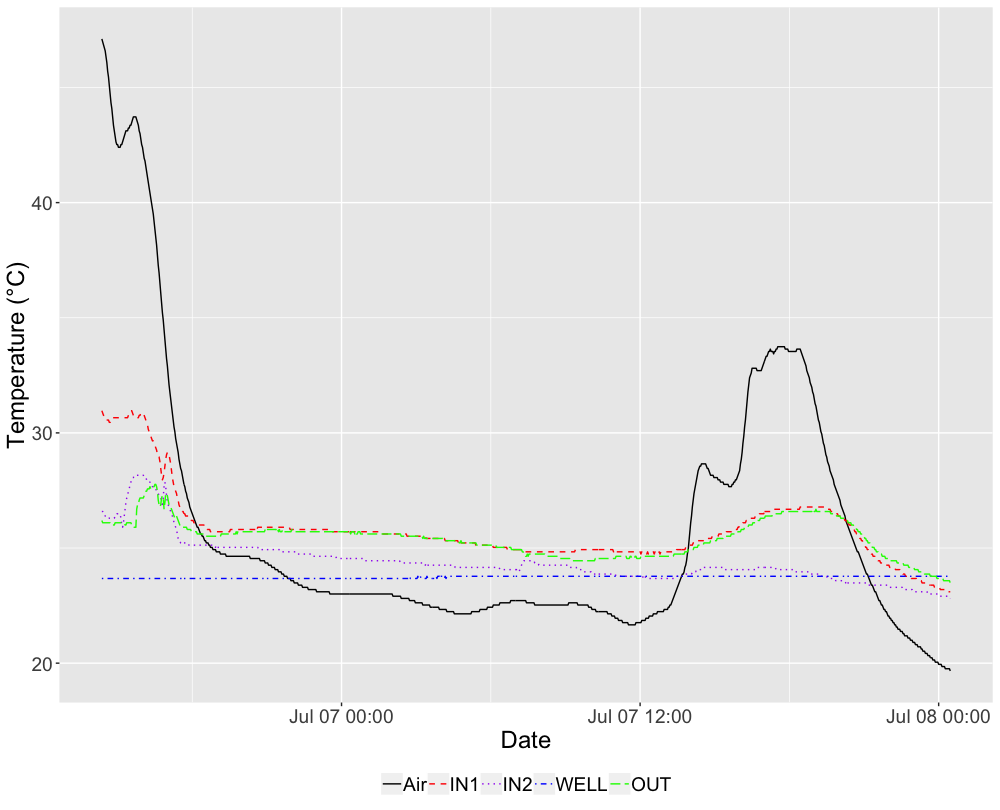 Temperature (°C)
40
30
20
Jul 07 00:00
Jul 07 12:00
Jul 08 00:00
Date
Air IN1 IN2 WELL OUT